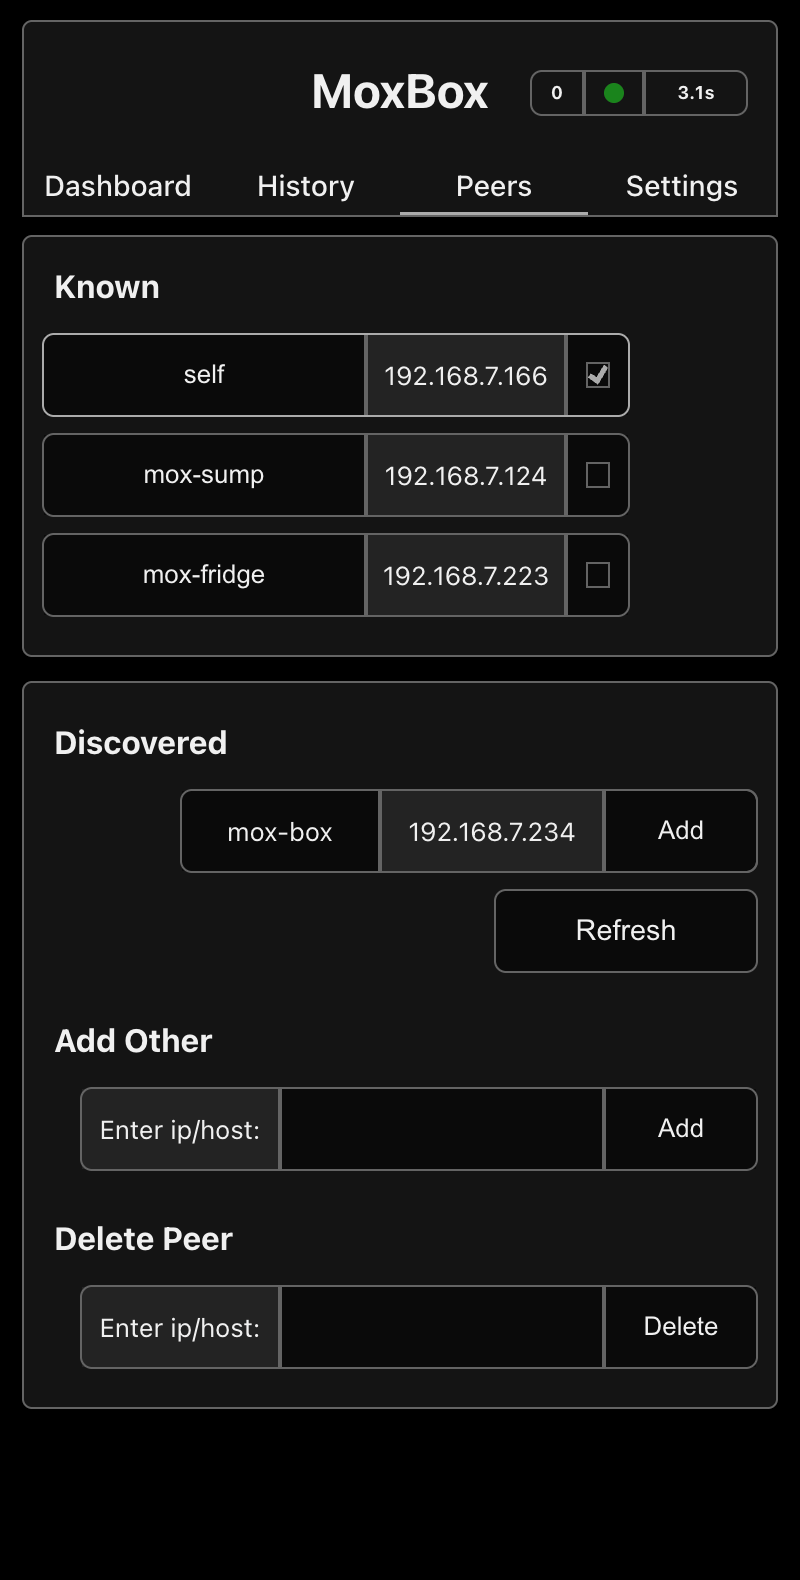 MoxBox 0 3.1s
Dashboard History Peers Settings
Known
self 192.168.7.166
mox-sump 192.168.7.124
mox-fridge 192.168.7.223
Discovered
mox-box 192.168.7.234 Add
Refresh
Add Other
Enter ip/host: Add
Delete Peer
Enter ip/host: Delete